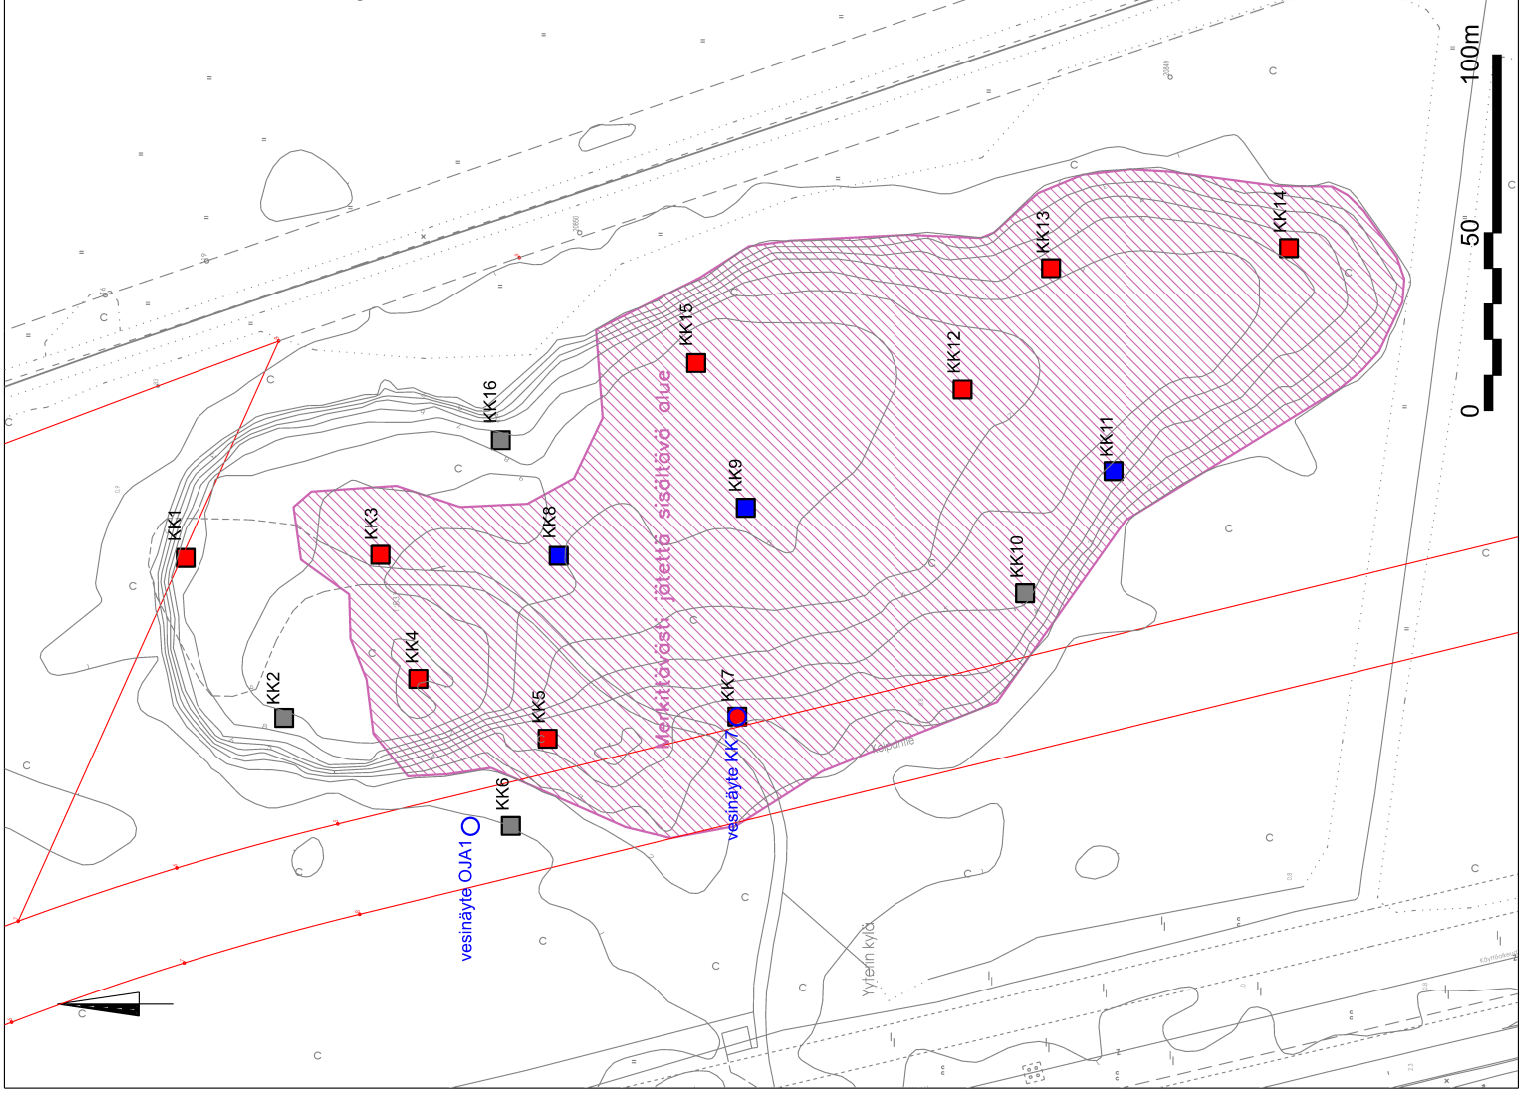 KK1
KK2
KK3
KK4
KK5
KK6
KK7
KK8
KK9
KK10
KK11
KK12
KK13
KK14
KK15
KK16
vesinäyte OJA1
vesinäyte KK7
Merkittävästi jätettä sisältävä alue
Yyterin kylä
0
50
100m